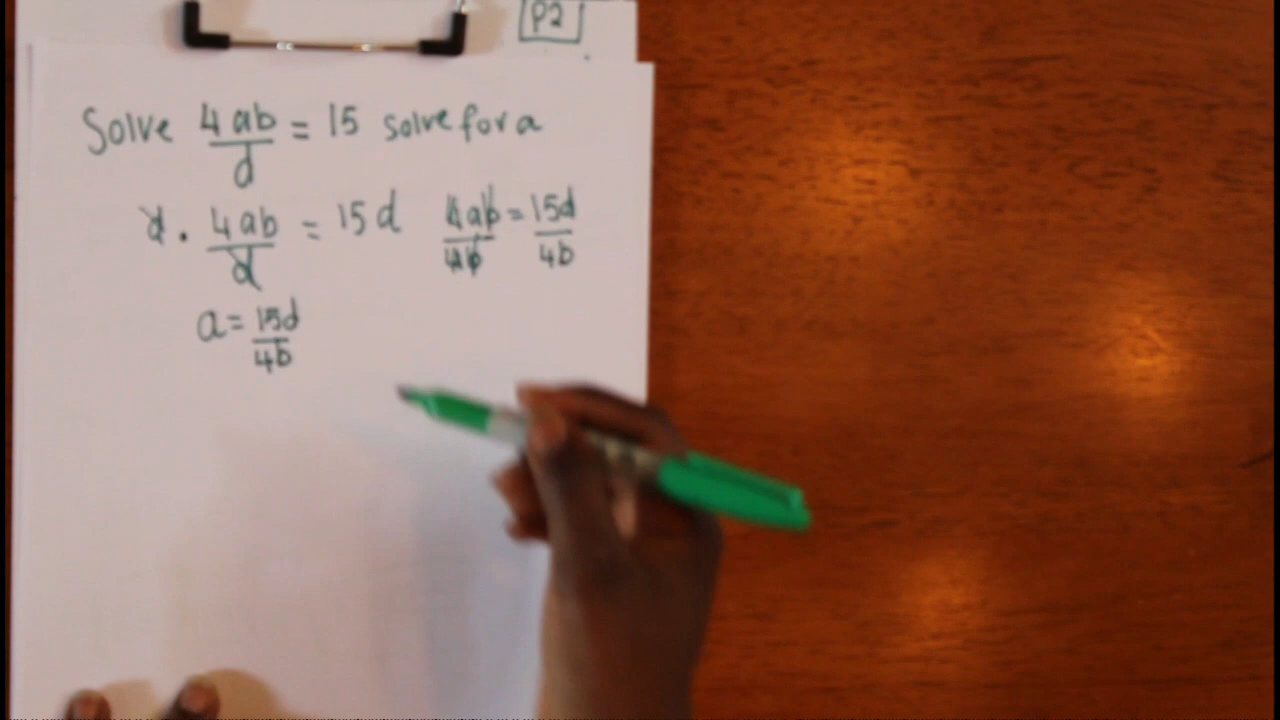 P2
Solve 4ab/d = 15 solve for a
d · 4ab/d = 15d 4ab/4b = 15d/4b
a = 15d/4b